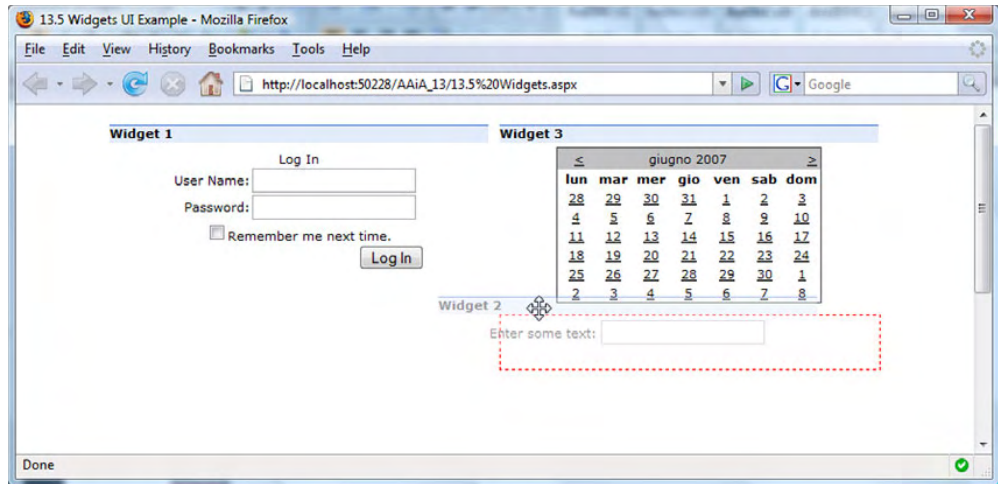 13.5 Widgets UI Example - Mozilla Firefox
File Edit View History Bookmarks Tools Help
http://localhost:50228/AAiA_13/13.5%20Widgets.aspx
G Google
Widget 1
Log In
User Name:
Password:
Remember me next time.
Log In
Widget 3
< giugno 2007 >
lun mar mer gio ven sab dom
28 29 30 31 1 2 3
4 5 6 7 8 9 10
11 12 13 14 15 16 17
18 19 20 21 22 23 24
25 26 27 28 29 30 1
2 3 4 5 6 7 8
Widget 2
Enter some text:
Done